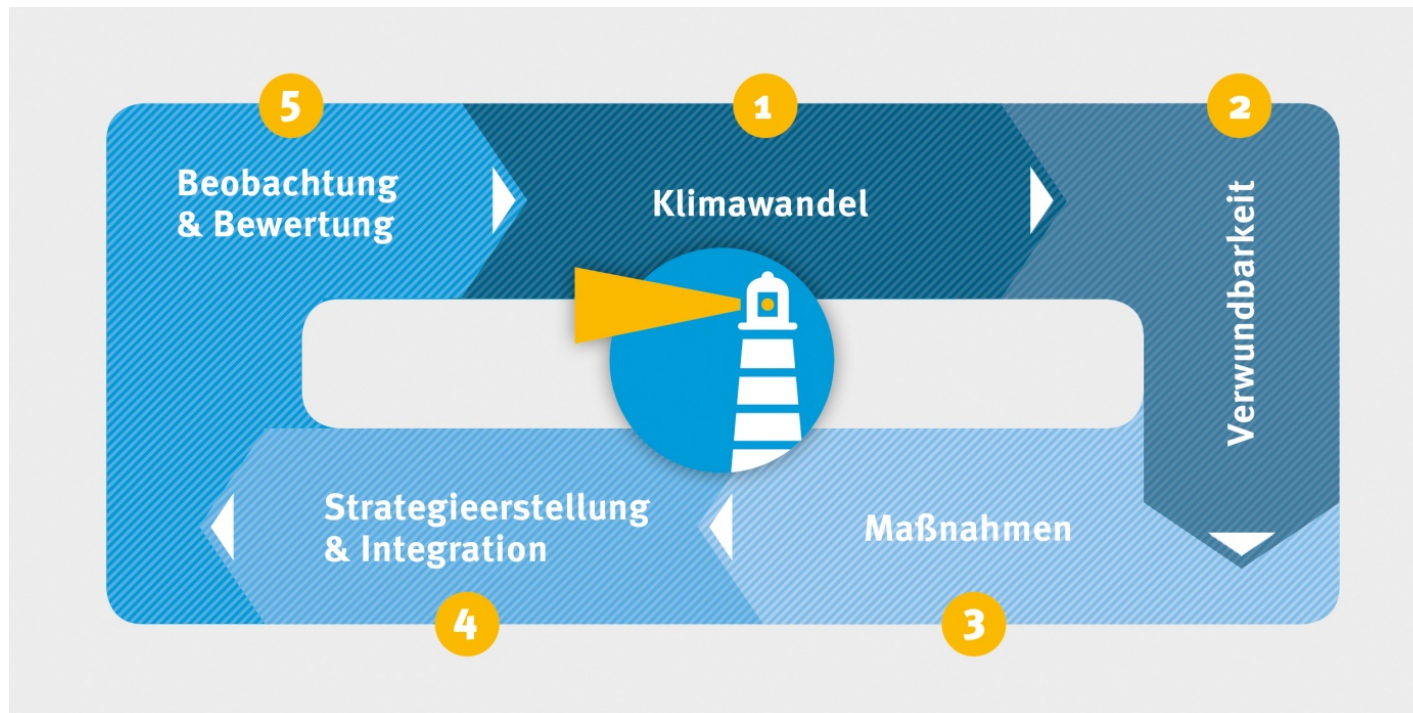 5
Beobachtung
& Bewertung
1
Klimawandel
2
Verwundbarkeit
4
Strategieerstellung
& Integration
3
Maßnahmen